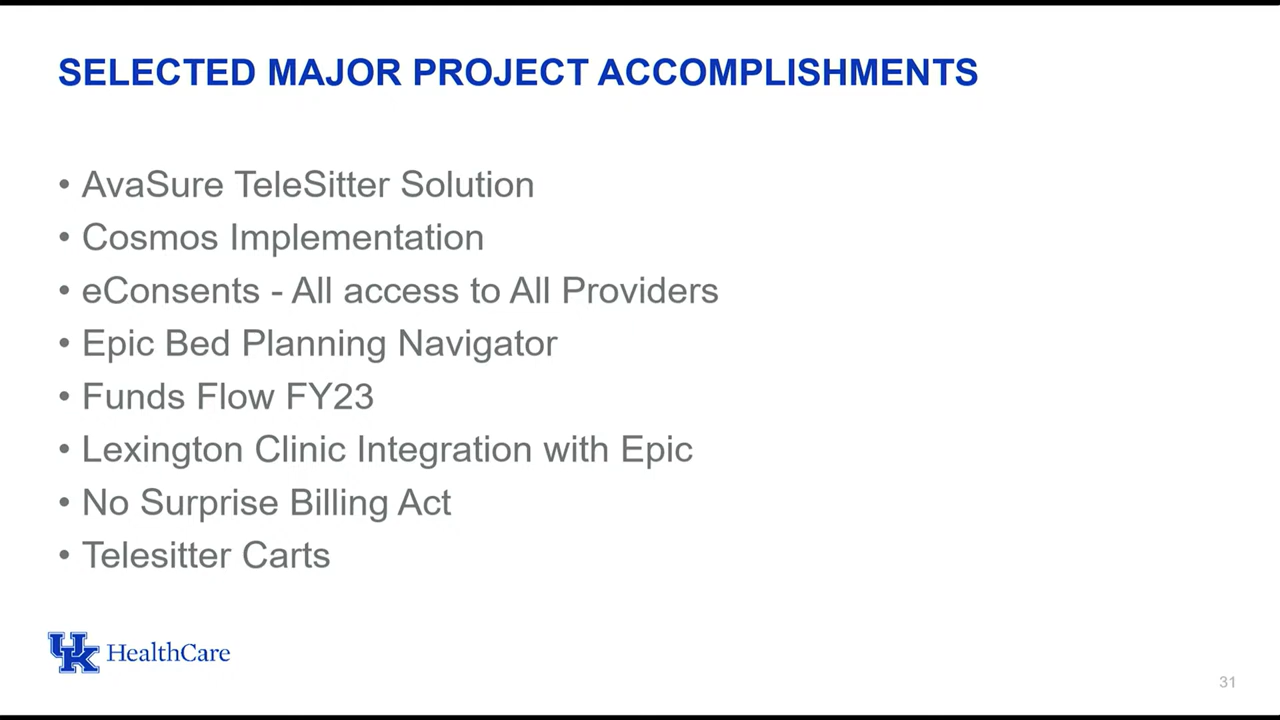 SELECTED MAJOR PROJECT ACCOMPLISHMENTS
• AvaSure TeleSitter Solution
• Cosmos Implementation
• eConsents - All access to All Providers
• Epic Bed Planning Navigator
• Funds Flow FY23
• Lexington Clinic Integration with Epic
• No Surprise Billing Act
• Telesitter Carts
UK HealthCare
31